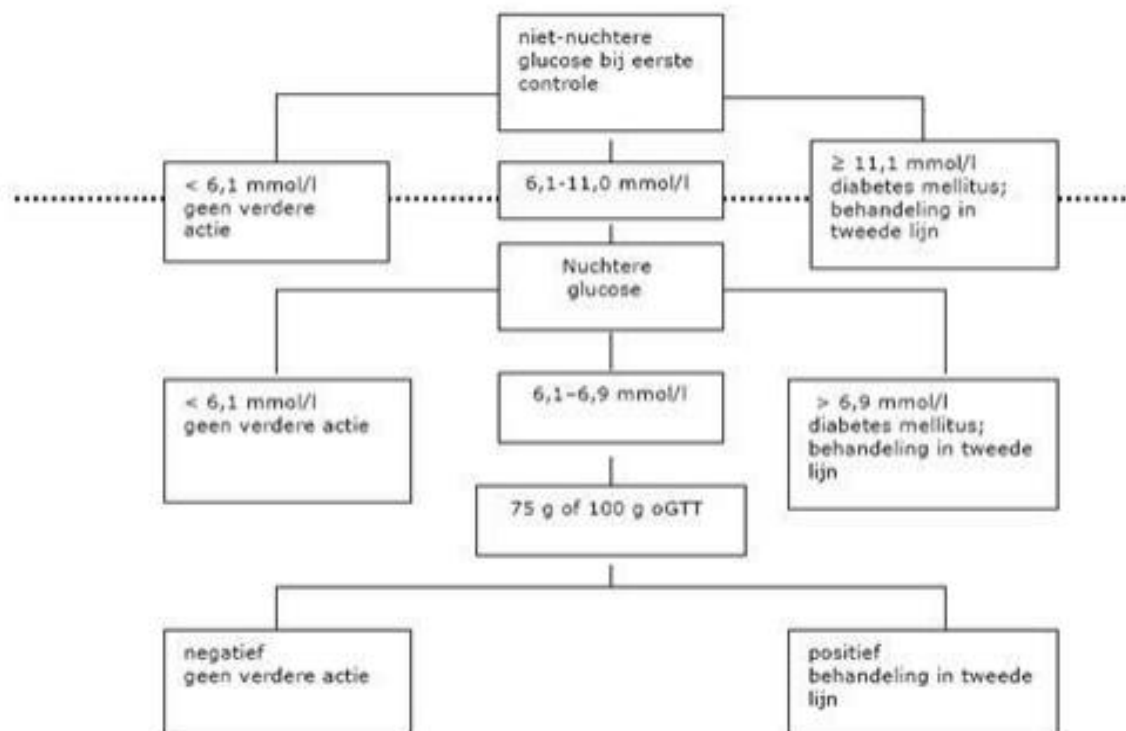 niet-nuchtere
glucose bij eerste
controle
< 6,1 mmol/l
geen verdere
actie
6,1-11,0 mmol/l
≥ 11,1 mmol/l
diabetes mellitus;
behandeling in
tweede lijn
Nuchtere
glucose
< 6,1 mmol/l
geen verdere actie
6,1–6,9 mmol/l
> 6,9 mmol/l
diabetes mellitus;
behandeling in tweede
lijn
75 g of 100 g oGTT
negatief
geen verdere actie
positief
behandeling in tweede
lijn